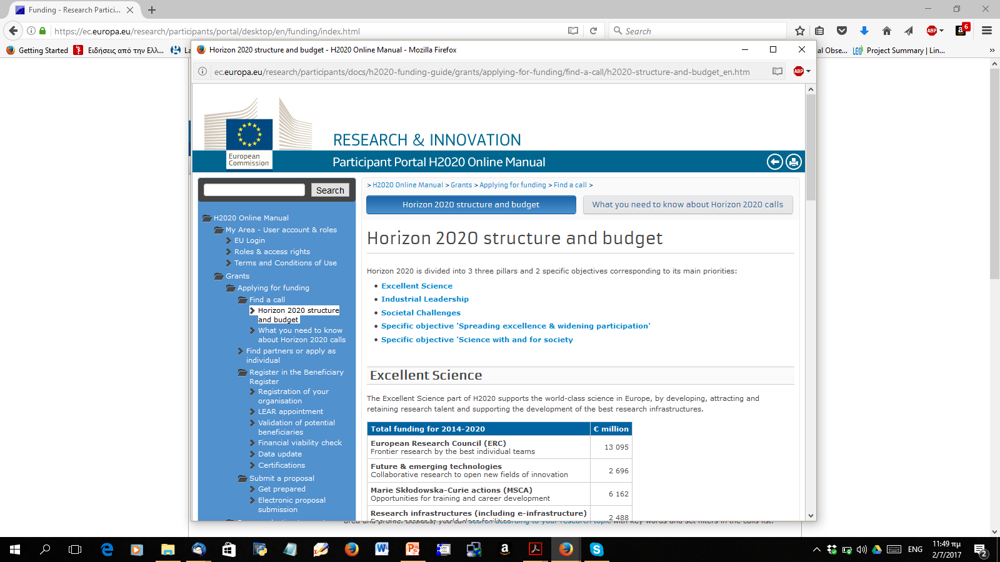 Funding - Research Partici...
https://ec.europa.eu/research/participants/portal/desktop/en/funding/index.html
Search
ABP
6
Getting Started
Ειδήσεις από την Ελλ...
La
al Obse...
Project Summary | Lin...
»
Horizon 2020 structure and budget - H2020 Online Manual - Mozilla Firefox
ec.europa.eu/research/participants/docs/h2020-funding-guide/grants/applying-for-funding/find-a-call/h2020-structure-and-budget_en.htm
ABP
European
Commission
RESEARCH & INNOVATION
Participant Portal H2020 Online Manual
Search
H2020 Online Manual
My Area - User account & roles
EU Login
Roles & access rights
Terms and Conditions of Use
Grants
Applying for funding
Find a call
Horizon 2020 structure
and budget
What you need to know
about Horizon 2020 calls
Find partners or apply as
individual
Register in the Beneficiary
Register
Registration of your
organisation
LEAR appointment
Validation of potential
beneficiaries
Financial viability check
Data update
Certifications
Submit a proposal
Get prepared
Electronic proposal
submission
> H2020 Online Manual > Grants > Applying for funding > Find a call >
Horizon 2020 structure and budget
What you need to know about Horizon 2020 calls
Horizon 2020 structure and budget
Horizon 2020 is divided into 3 three pillars and 2 specific objectives corresponding to its main priorities:
• Excellent Science
• Industrial Leadership
• Societal Challenges
• Specific objective 'Spreading excellence & widening participation'
• Specific objective 'Science with and for society
Excellent Science
The Excellent Science part of H2020 supports the world-class science in Europe, by developing, attracting and
retaining research talent and supporting the development of the best research infrastructures.
Total funding for 2014-2020 € million
European Research Council (ERC)
Frontier research by the best individual teams
13 095
Future & emerging technologies
Collaborative research to open new fields of innovation
2 696
Marie Skłodowska-Curie actions (MSCA)
Opportunities for training and career development
6 162
Research infrastructures (including e-infrastructure)
2 488
ENG
11:49 πμ
2/7/2017
2